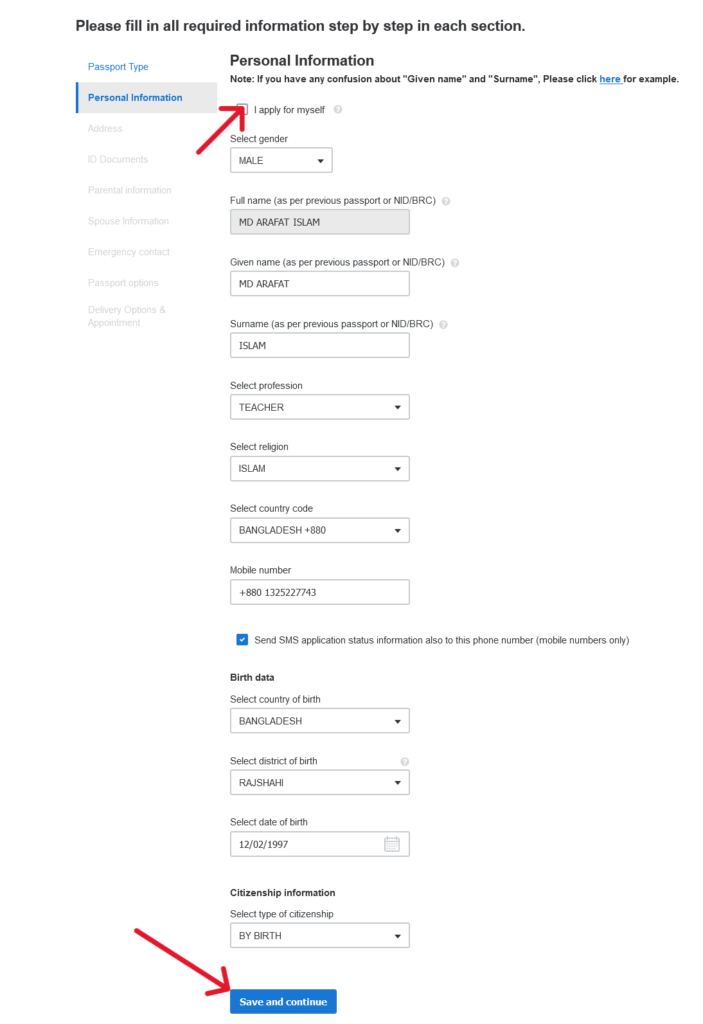 Please fill in all required information step by step in each section.
Passport Type
Personal Information
Address
ID Documents
Parental information
Spouse Information
Emergency contact
Passport options
Delivery Options &
Appointment
Personal Information
Note: If you have any confusion about "Given name" and "Surname", Please click here for example.
I apply for myself ?
Select gender
MALE
Full name (as per previous passport or NID/BRC) ?
MD ARAFAT ISLAM
Given name (as per previous passport or NID/BRC) ?
MD ARAFAT
Surname (as per previous passport or NID/BRC) ?
ISLAM
Select profession
TEACHER
Select religion
ISLAM
Select country code
BANGLADESH +880
Mobile number
+880 1325227743
Send SMS application status information also to this phone number (mobile numbers only)
Birth data
Select country of birth
BANGLADESH
Select district of birth ?
RAJSHAHI
Select date of birth
12/02/1997
Citizenship information
Select type of citizenship
BY BIRTH
Save and continue